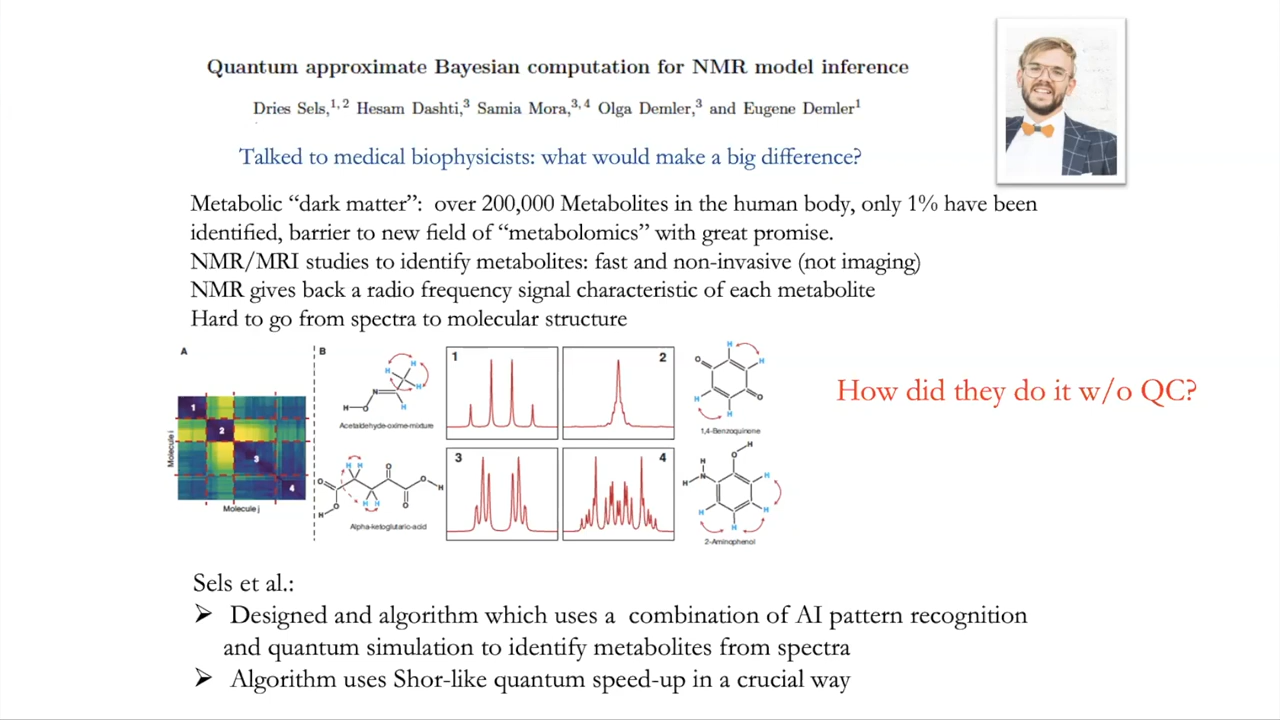 Quantum approximate Bayesian computation for NMR model inference
Dries Sels,1,2 Hesam Dashti,3 Samia Mora,3,4 Olga Demler,3 and Eugene Demler1
Talked to medical biophysicists: what would make a big difference?
Metabolic “dark matter”: over 200,000 Metabolites in the human body, only 1% have been
identified, barrier to new field of “metabolomics” with great promise.
NMR/MRI studies to identify metabolites: fast and non-invasive (not imaging)
NMR gives back a radio frequency signal characteristic of each metabolite
Hard to go from spectra to molecular structure
A
Molecule i
1
2
3
4
Molecule j
B
H
H
H
N
H
O
H
Acetaldehyde-oxime-mixture
1
2
O
H
H
H
H
O
1,4-Benzoquinone
How did they do it w/o QC?
H H
O
O
O
H
O
H
H H
O
Alpha-ketoglutaric-acid
3
4
H
O
H
N
H
H
H
H
H
2-Aminophenol
Sels et al.:
➢ Designed and algorithm which uses a combination of AI pattern recognition
and quantum simulation to identify metabolites from spectra
➢ Algorithm uses Shor-like quantum speed-up in a crucial way